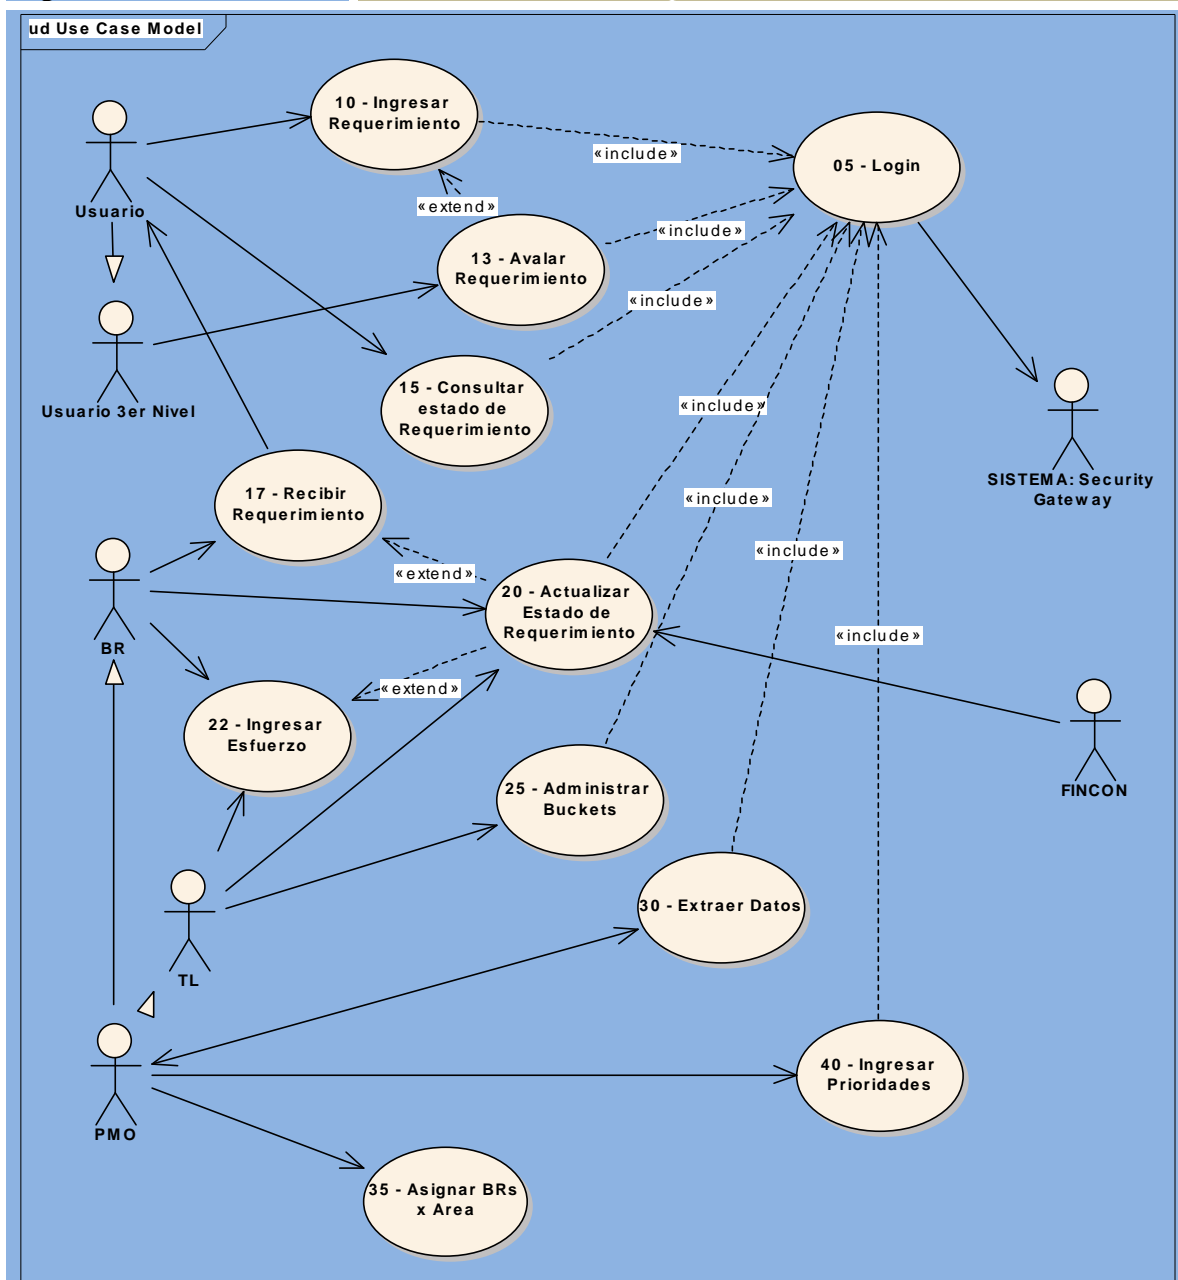 ud Use Case Model
10 - Ingresar
Requerimiento
«include»
05 - Login
Usuario
«extend»
13 - Avalar
Requerimiento
«include»
«include»
Usuario 3er Nivel
15 - Consultar
estado de
Requerimiento
«include»
SISTEMA: Security
Gateway
17 - Recibir
Requerimiento
«include»
«include»
«extend»
20 - Actualizar
Estado de
Requerimiento
BR
«include»
«extend»
22 - Ingresar
Esfuerzo
25 - Administrar
Buckets
FINCON
30 - Extraer Datos
TL
40 - Ingresar
Prioridades
PMO
35 - Asignar BRs
x Area